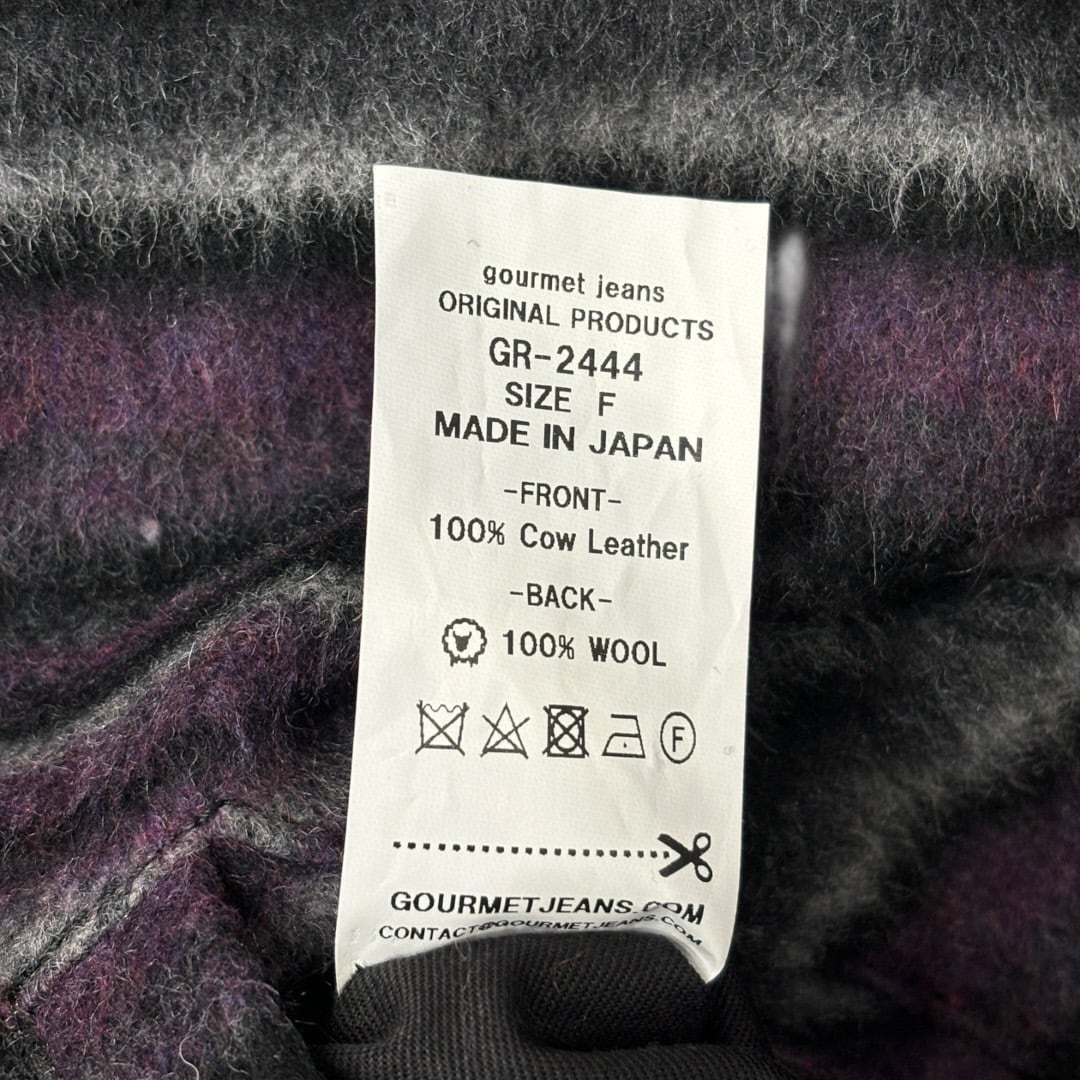 gourmet jeans
ORIGINAL PRODUCTS
GR-2444
SIZE F
MADE IN JAPAN
-FRONT-
100% Cow Leather
-BACK-
100% WOOL
F
GOURMETJEANS.COM
CONTACT@GOURMETJEANS.COM